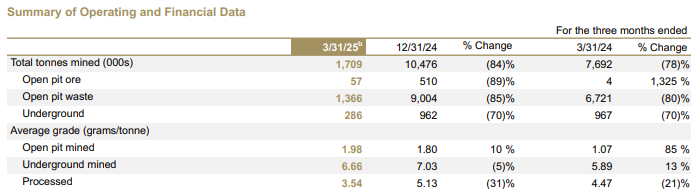 Summary of Operating and Financial Data
For the three months ended
3/31/25b 12/31/24 % Change 3/31/24 % Change
Total tonnes mined (000s) 1,709 10,476 (84)% 7,692 (78)%
Open pit ore 57 510 (89)% 4 1,325 %
Open pit waste 1,366 9,004 (85)% 6,721 (80)%
Underground 286 962 (70)% 967 (70)%
Average grade (grams/tonne)
Open pit mined 1.98 1.80 10 % 1.07 85 %
Underground mined 6.66 7.03 (5)% 5.89 13 %
Processed 3.54 5.13 (31)% 4.47 (21)%